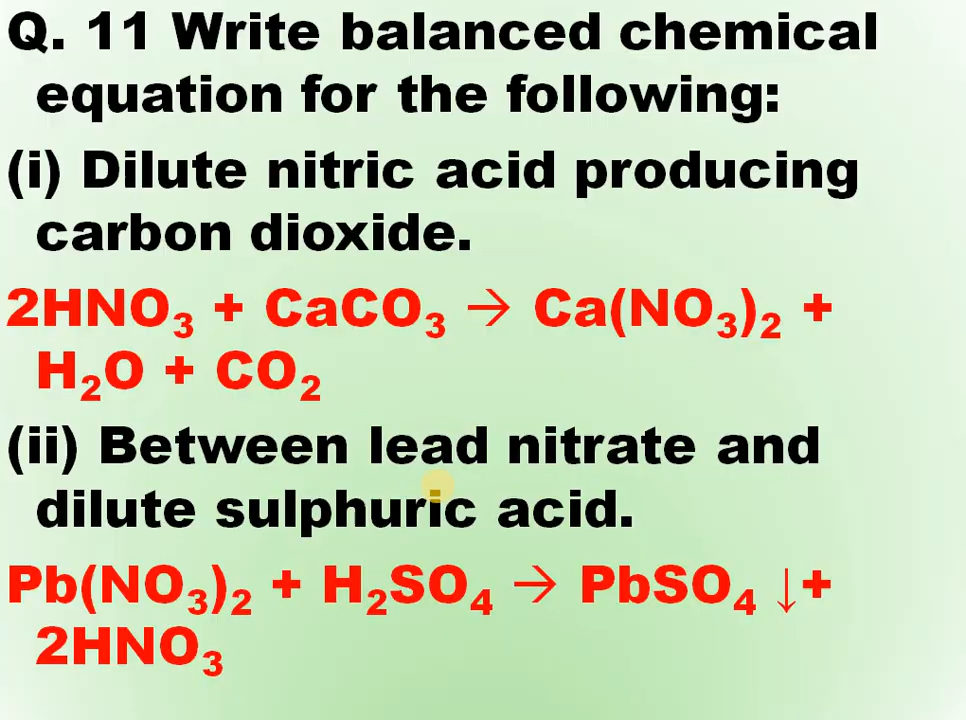 Q. 11 Write balanced chemical
equation for the following:
(i) Dilute nitric acid producing
carbon dioxide.
2HNO₃ + CaCO₃ → Ca(NO₃)₂ +
H₂O + CO₂
(ii) Between lead nitrate and
dilute sulphuric acid.
Pb(NO₃)₂ + H₂SO₄ → PbSO₄ ↓+
2HNO₃